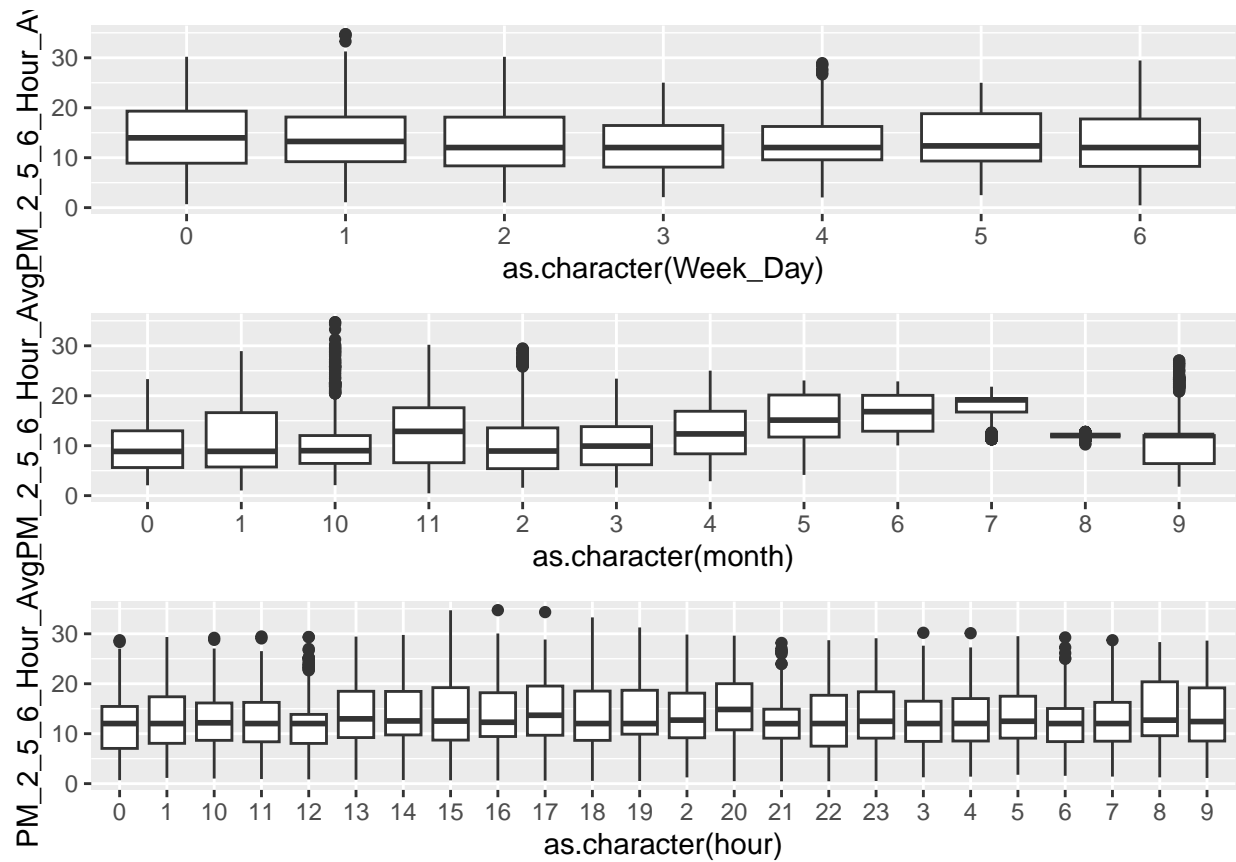 PM_2_5_6_Hour_Av
30
20
10
0
0 1 2 3 4 5 6
as.character(Week_Day)
PM_2_5_6_Hour_Avg
30
20
10
0
0 1 10 11 2 3 4 5 6 7 8 9
as.character(month)
PM_2_5_6_Hour_Avg
30
20
10
0
0 1 10 11 12 13 14 15 16 17 18 19 2 20 21 22 23 3 4 5 6 7 8 9
as.character(hour)